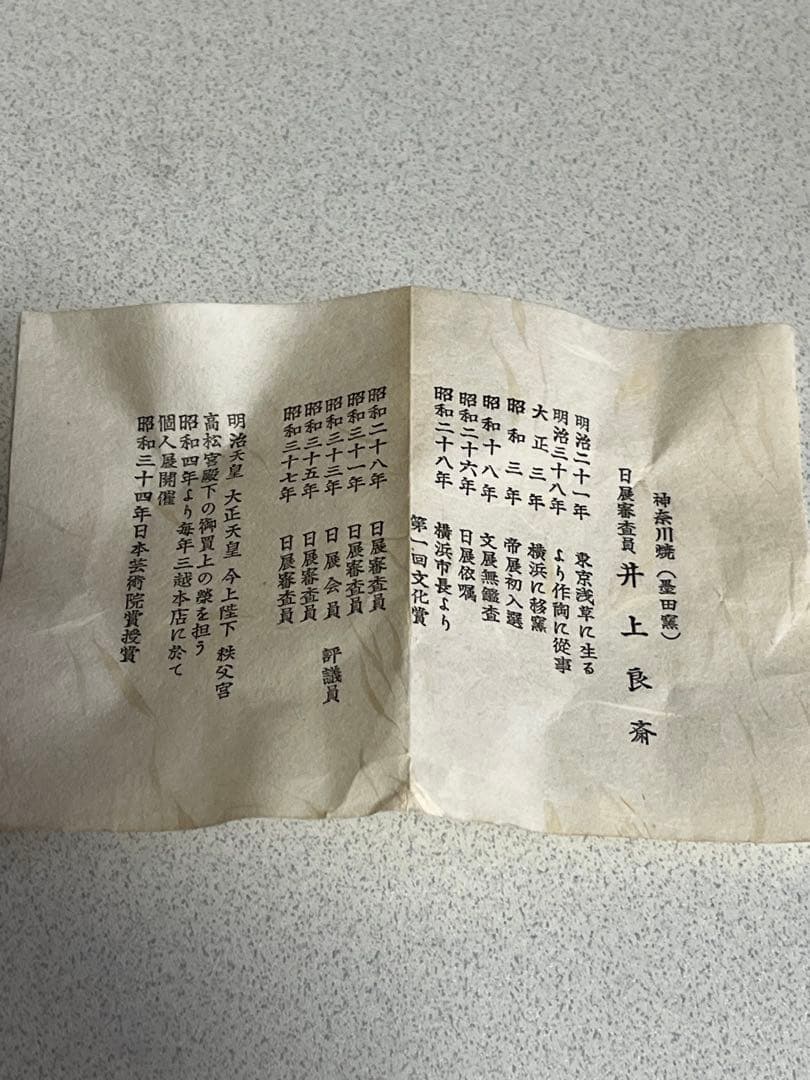 神奈川焼(墨田窯)
日展審査員 井上良斎
明治二十一年 東京浅草に生る
明治三十八年 より作陶に従事
大正三年 横浜に移窯
昭和三年 帝展初入選
昭和十八年 文展無鑑査
昭和二十六年 日展依嘱
昭和二十八年 横浜市長より
第一回文化賞
昭和二十八年 日展審査員
昭和三十一年 日展審査員
昭和三十三年 日展会員 評議員
昭和三十五年 日展審査員
昭和三十七年 日展審査員
明治天皇 大正天皇 今上陛下 秩父宮
高松宮殿下の御買上の榮を担う
昭和四年より毎年三越本店に於て
個人展開催
昭和三十四年日本芸術院賞授賞